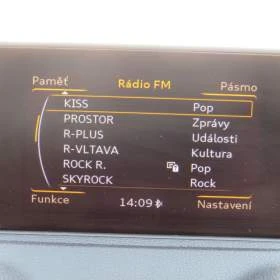 Paměť Rádio FM Pásmo
KISS Pop
PROSTOR Zprávy
R-PLUS Události
R-VLTAVA Kultura
ROCK R. Pop
SKYROCK Rock
Funkce 14:09 Nastavení